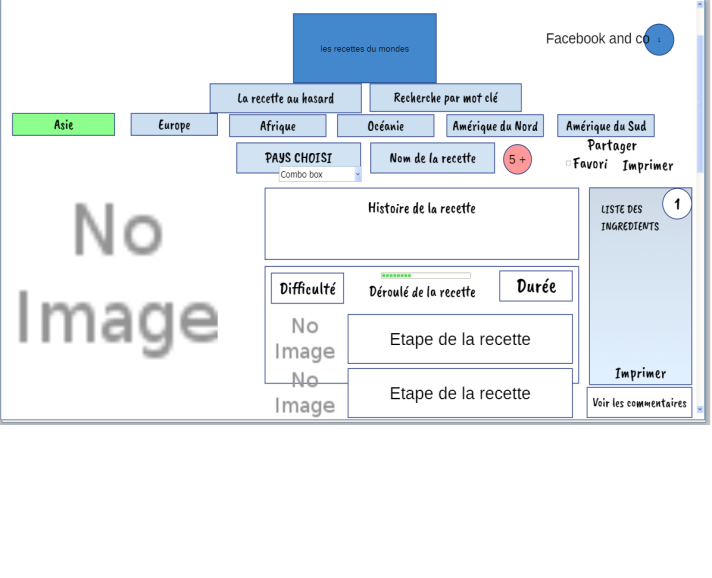 les recettes du mondes
Facebook and co
La recette au hasard
Recherche par mot clé
Asie
Europe
Afrique
Océanie
Amérique du Nord
Amérique du Sud
Partager
PAYS CHOISI
Nom de la recette
5 +
Favori
Imprimer
Combo box
No
Image
Histoire de la recette
LISTE DES
INGREDIENTS
1
Difficulté
Déroulé de la recette
Durée
No
Image
Etape de la recette
No
Image
Etape de la recette
Imprimer
Voir les commentaires